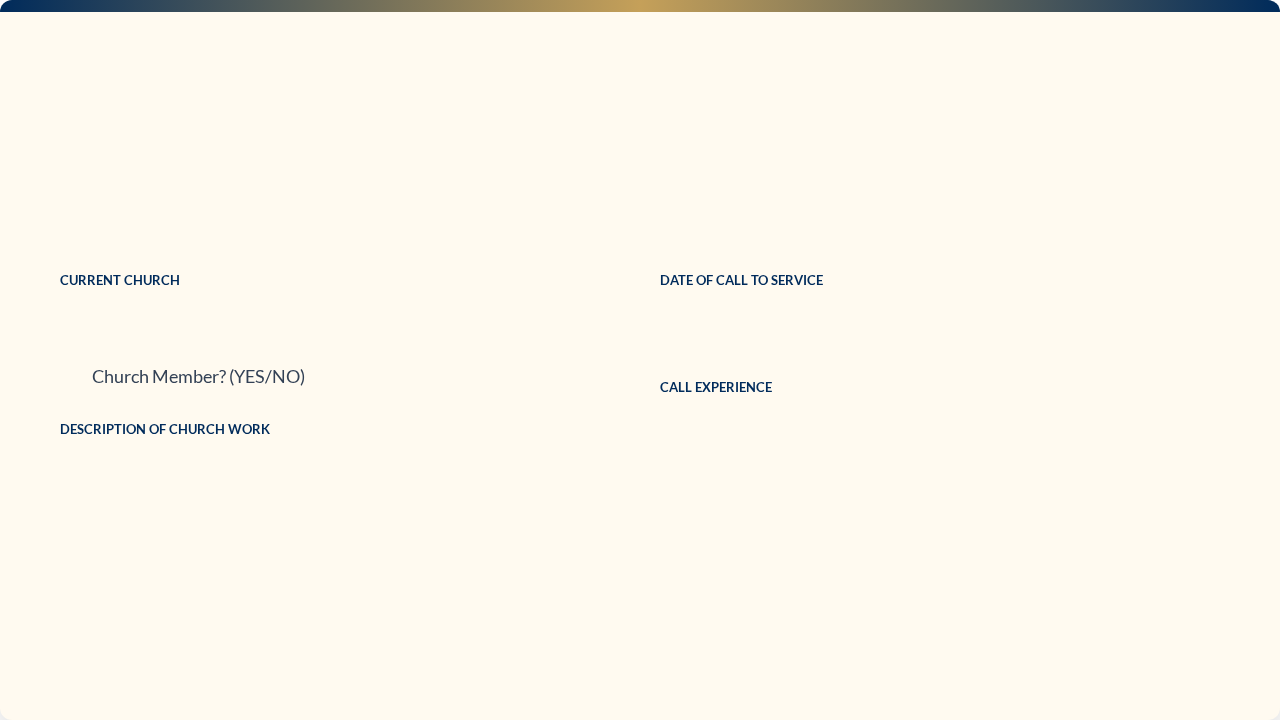 CURRENT CHURCH
Church Member? (YES/NO)
DESCRIPTION OF CHURCH WORK
DATE OF CALL TO SERVICE
CALL EXPERIENCE